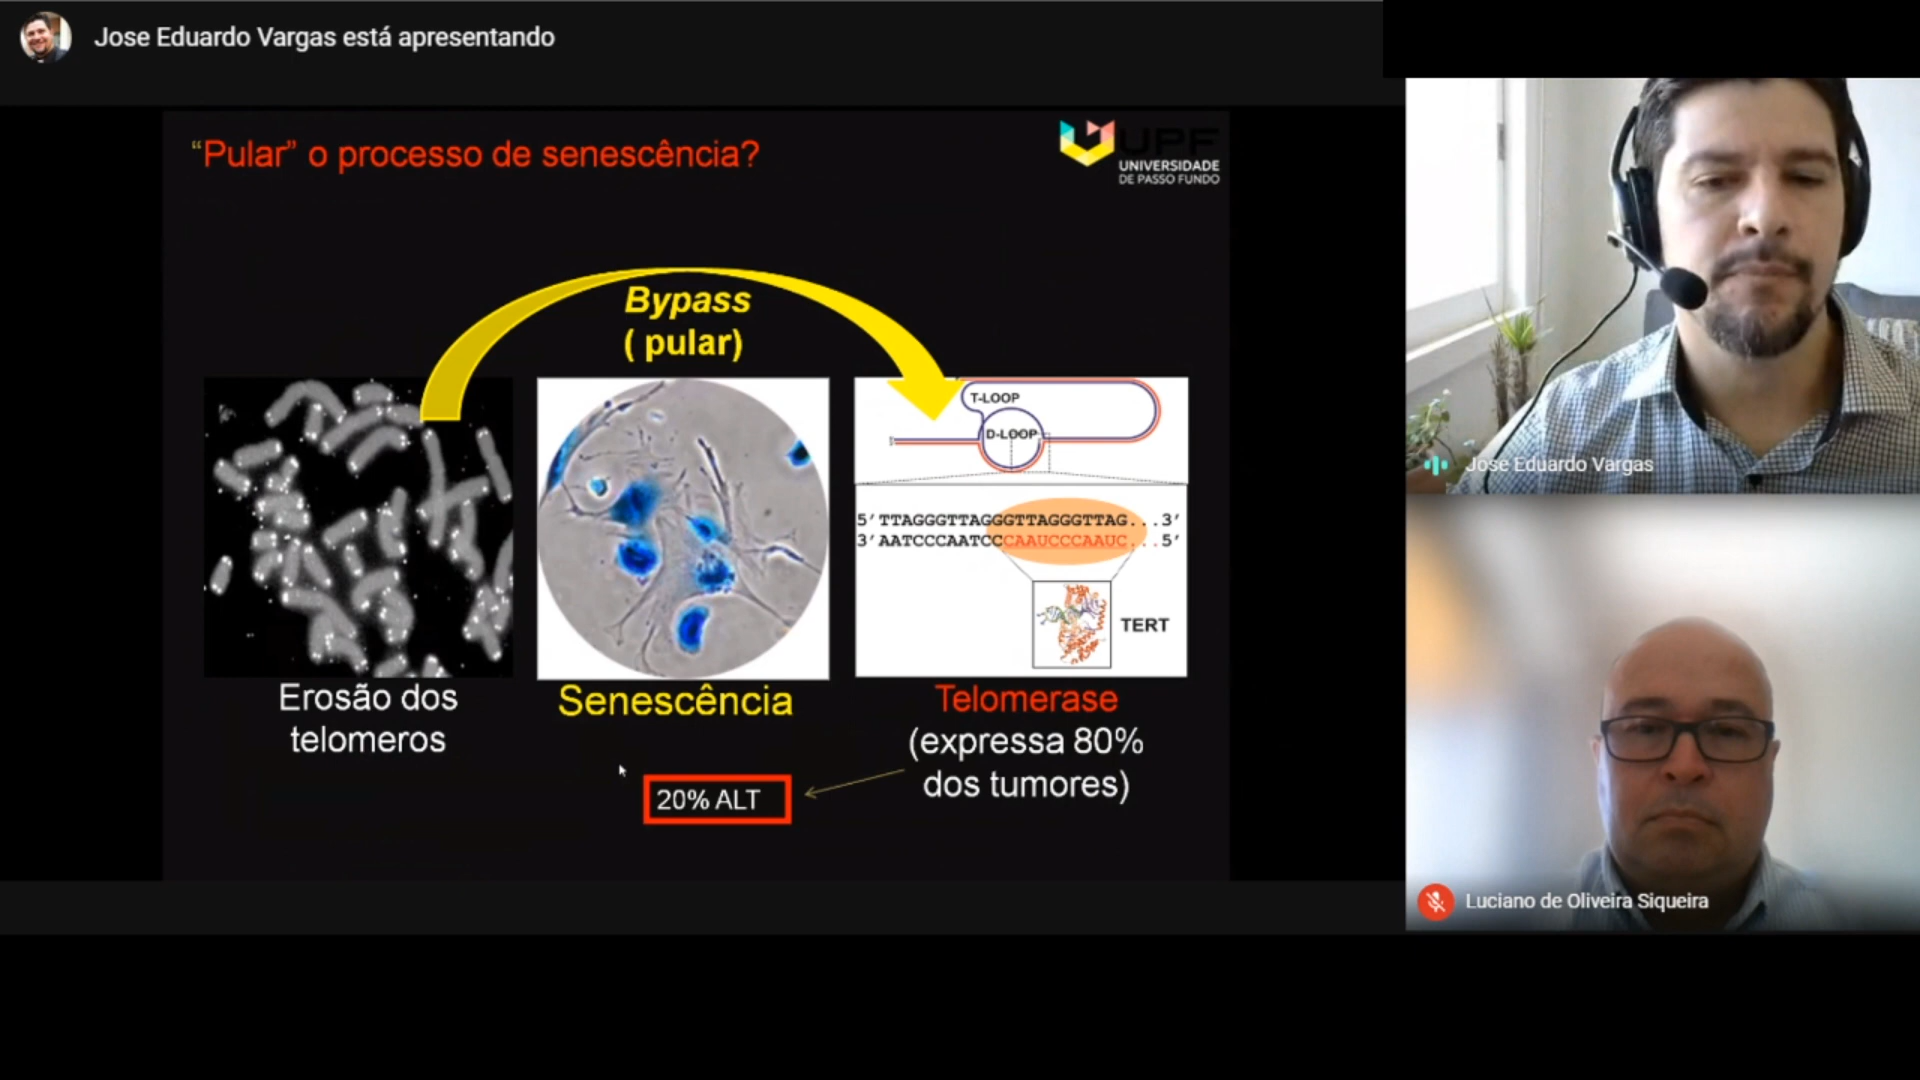 Jose Eduardo Vargas está apresentando
“Pular” o processo de senescência?
UPF
UNIVERSIDADE
DE PASSO FUNDO
Bypass
( pular)
T-LOOP
D-LOOP
5’TTAGGGTTAGGGTTAGGGTTAG...3’
3’AATCCCAATCCCAAUCCCAAUC...5’
TERT
Erosão dos
telomeros
Senescência
Telomerase
(expressa 80%
dos tumores)
20% ALT
Jose Eduardo Vargas
Luciano de Oliveira Siqueira